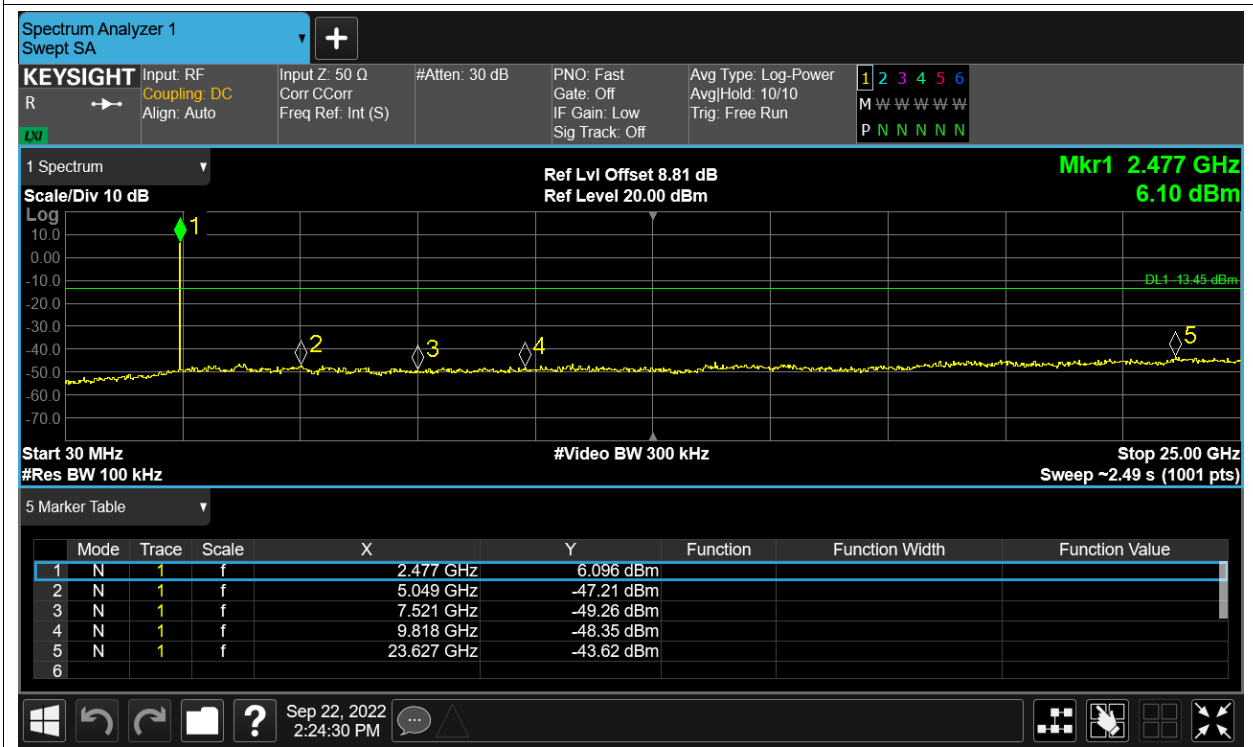 Spectrum Analyzer 1
Swept SA
+
KEYSIGHT Input: RF Input Z: 50 Ω #Atten: 30 dB PNO: Fast Avg Type: Log-Power 1 2 3 4 5 6
R Coupling: DC Corr CCorr Gate: Off Avg|Hold: 10/10 M W W W W W
Align: Auto Freq Ref: Int (S) IF Gain: Low Trig: Free Run
LXI Sig Track: Off P N N N N N
1 Spectrum Ref Lvl Offset 8.81 dB Mkr1 2.477 GHz
Scale/Div 10 dB Ref Level 20.00 dBm 6.10 dBm
Log
1
10.0
0.00
-10.0 DL1 -13.45 dBm
-20.0
-30.0
2 3 4 5
-40.0
-50.0
-60.0
-70.0
Start 30 MHz #Video BW 300 kHz Stop 25.00 GHz
#Res BW 100 kHz Sweep ~2.49 s (1001 pts)
5 Marker Table
Mode Trace Scale X Y Function Function Width Function Value
1 N 1 f 2.477 GHz 6.096 dBm
2 N 1 f 5.049 GHz -47.21 dBm
3 N 1 f 7.521 GHz -49.26 dBm
4 N 1 f 9.818 GHz -48.35 dBm
5 N 1 f 23.627 GHz -43.62 dBm
6
? Sep 22, 2022
2:24:30 PM